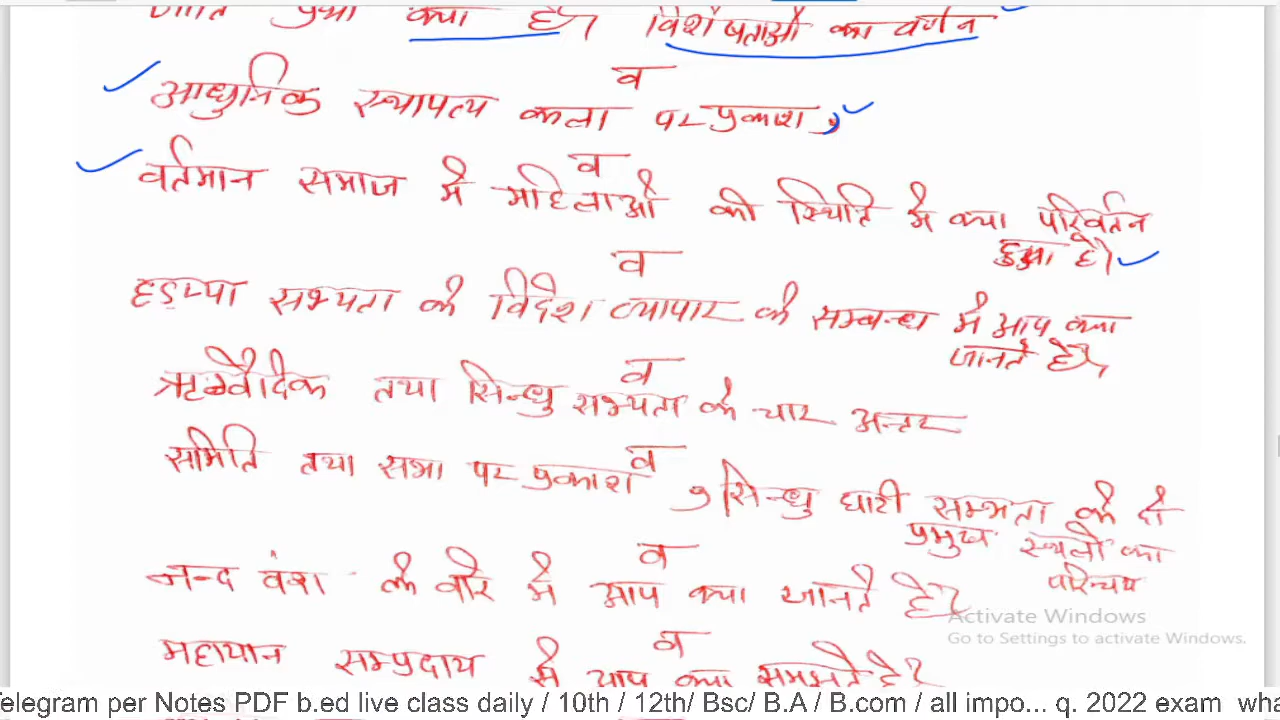 जाति प्रथा क्या है? विशेषताओं का वर्णन
व
आधुनिक स्थापत्य कला पर प्रकाश,
व
वर्तमान समाज में महिलाओं की स्थिति में क्या परिवर्तन
हुआ है?
व
हड़प्पा सभ्यता के विदेश व्यापार के सम्बन्ध में आप क्या
जानते है?
व
ऋग्वैदिक तथा सिन्धु सभ्यता के चार अन्तर
व
समिति तथा सभा पर प्रकाश, सिन्धु घाटी सभ्यता के दो
प्रमुख स्थलों का
परिचय
व
नन्द वंश के बारे में आप क्या जानते है?
व
महायान सम्प्रदाय से आप क्या समझते है?
Activate Windows
Go to Settings to activate Windows.
Telegram per Notes PDF b.ed live class daily / 10th / 12th/ Bsc/ B.A / B.com / all impo... q. 2022 exam wha